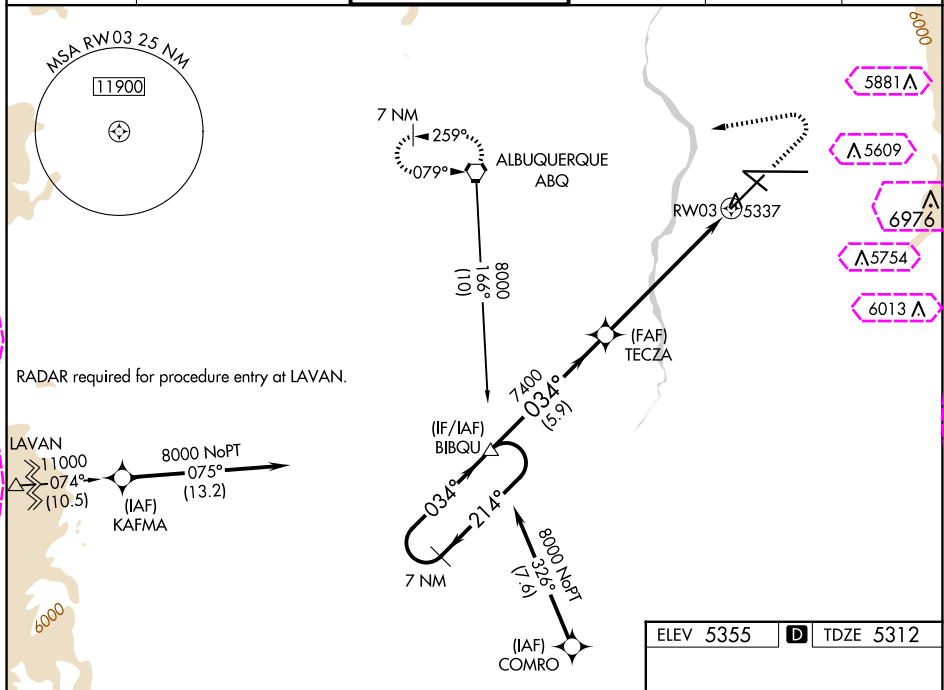 MSA RW03 25 NM
11900
6000
5881
5609
6976
5754
6013
7 NM
259°
079°
ALBUQUERQUE
ABQ
8000
166°
(10)
RW03
5337
(FAF)
TECZA
7400
034°
(5.9)
RADAR required for procedure entry at LAVAN.
(IF/IAF)
BIBQU
LAVAN
11000
074°
(10.5)
(IAF)
KAFMA
8000 NoPT
075°
(13.2)
034°
214°
7 NM
8000 NoPT
326°
(7.6)
(IAF)
COMRO
6000
ELEV 5355 D TDZE 5312